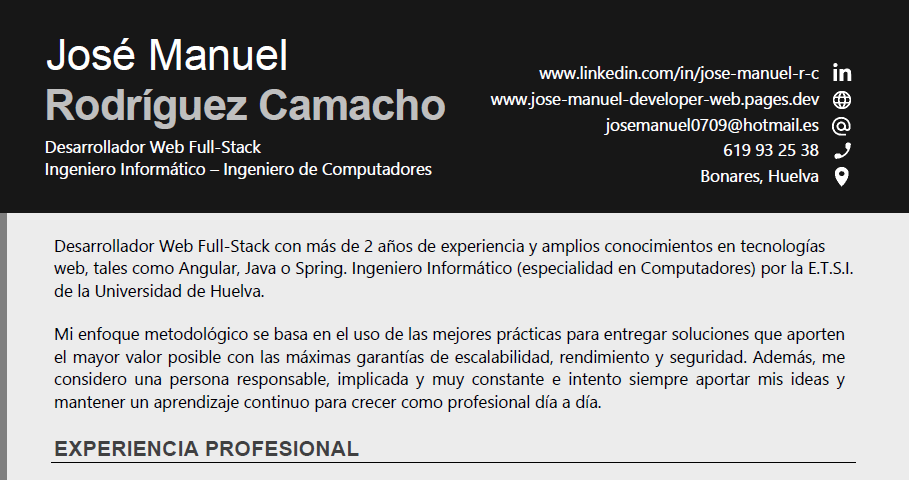 José Manuel
Rodríguez Camacho
Desarrollador Web Full-Stack
Ingeniero Informático – Ingeniero de Computadores
www.linkedin.com/in/jose-manuel-r-c
www.jose-manuel-developer-web.pages.dev
josemanuel0709@hotmail.es
619 93 25 38
Bonares, Huelva
Desarrollador Web Full-Stack con más de 2 años de experiencia y amplios conocimientos en tecnologías
web, tales como Angular, Java o Spring. Ingeniero Informático (especialidad en Computadores) por la E.T.S.I.
de la Universidad de Huelva.
Mi enfoque metodológico se basa en el uso de las mejores prácticas para entregar soluciones que aporten
el mayor valor posible con las máximas garantías de escalabilidad, rendimiento y seguridad. Además, me
considero una persona responsable, implicada y muy constante e intento siempre aportar mis ideas y
mantener un aprendizaje continuo para crecer como profesional día a día.
EXPERIENCIA PROFESIONAL